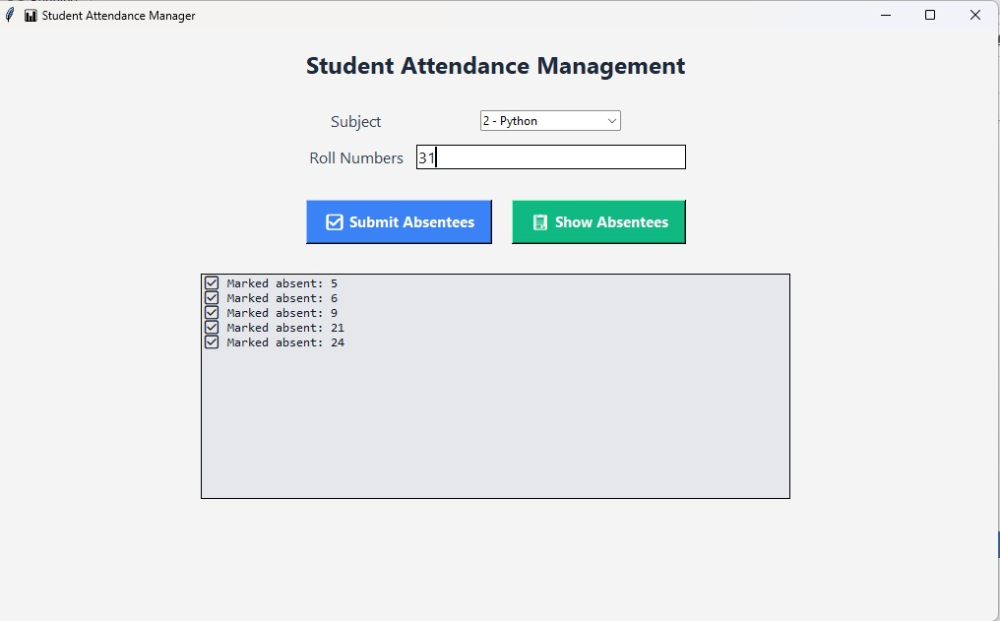 Student Attendance Manager
Student Attendance Management
Subject 2 - Python
Roll Numbers 31
Submit Absentees Show Absentees
Marked absent: 5
Marked absent: 6
Marked absent: 9
Marked absent: 21
Marked absent: 24